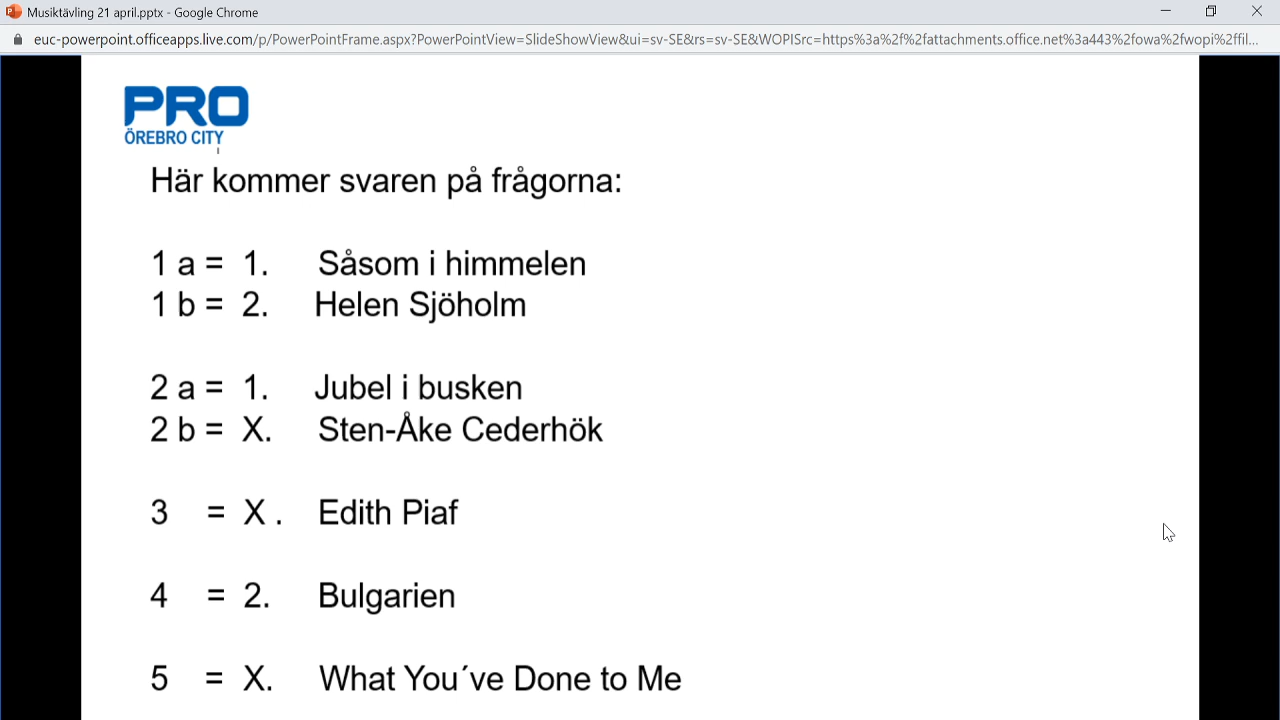 Musiktävling 21 april.pptx - Google Chrome
euc-powerpoint.officeapps.live.com/p/PowerPointFrame.aspx?PowerPointView=SlideShowView&ui=sv-SE&rs=sv-SE&WOPISrc=https%3a%2f%2fattachments.office.net%3a443%2fowa%2fwopi%2ffil...
PRO
ÖREBRO CITY
Här kommer svaren på frågorna:
1 a = 1. Såsom i himmelen
1 b = 2. Helen Sjöholm
2 a = 1. Jubel i busken
2 b = X. Sten-Åke Cederhök
3 = X . Edith Piaf
4 = 2. Bulgarien
5 = X. What You´ve Done to Me